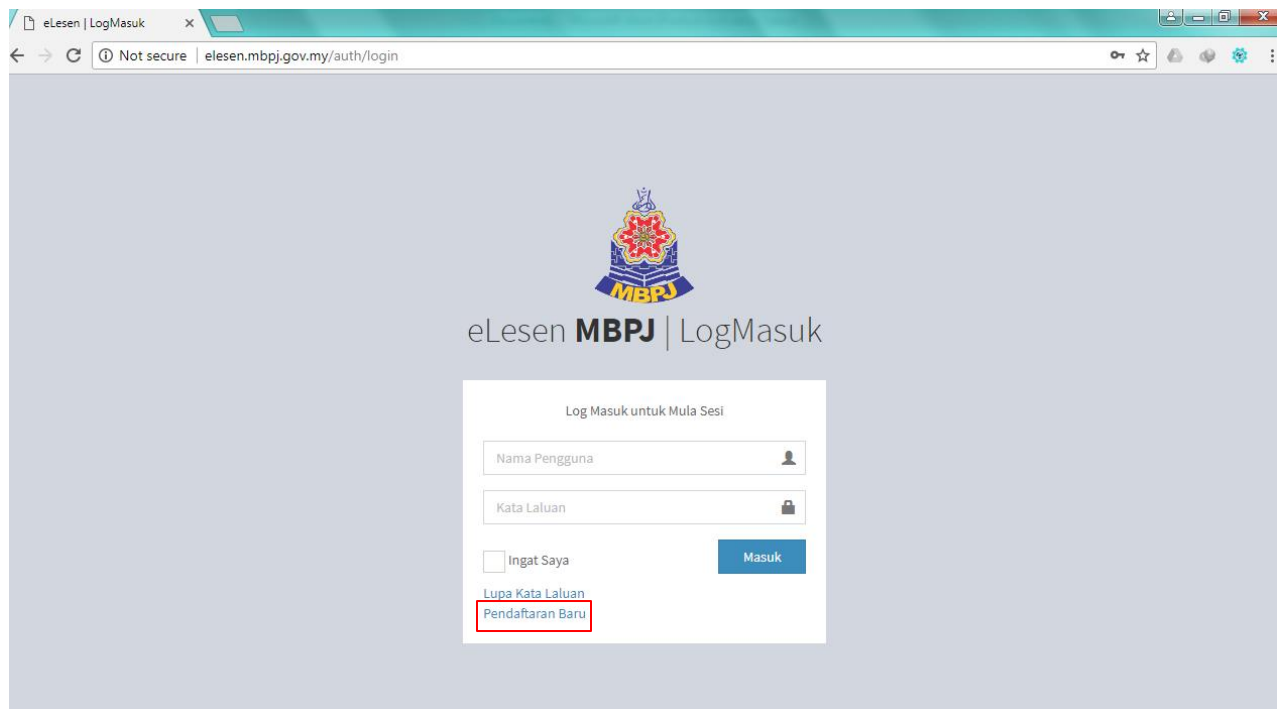 eLesen | LogMasuk
Not secure | elesen.mbpj.gov.my/auth/login
MBPJ
eLesen MBPJ | LogMasuk
Log Masuk untuk Mula Sesi
Nama Pengguna
Kata Laluan
Ingat Saya
Masuk
Lupa Kata Laluan
Pendaftaran Baru